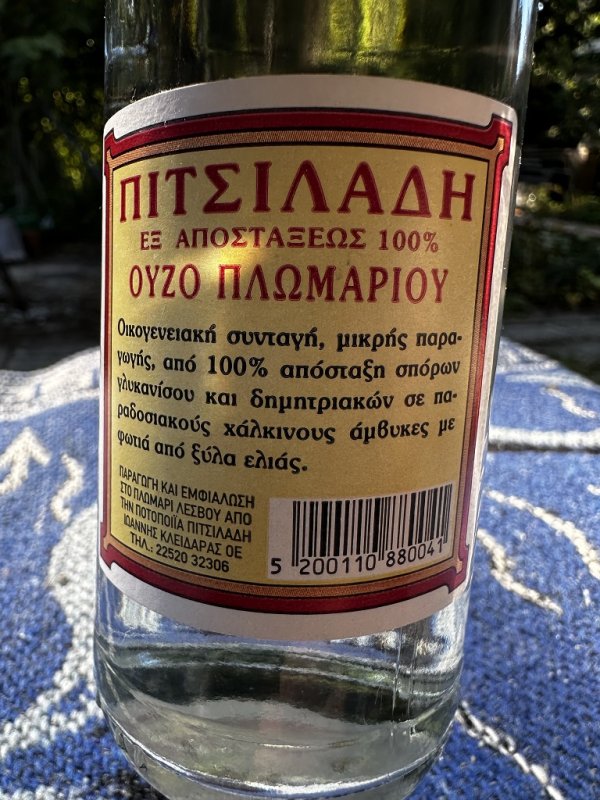 ΠΙΤΣΙΛΑΔΗ
ΕΞ ΑΠΟΣΤΑΞΕΩΣ 100%
ΟΥΖΟ ΠΛΩΜΑΡΙΟΥ
Οικογενειακή συνταγή, μικρής παρα-
γωγής, από 100% απόσταξη σπόρων
γλυκανίσου και δημητριακών σε πα-
ραδοσιακούς χάλκινους άμβυκες με
φωτιά από ξύλα ελιάς.
ΠΑΡΑΓΩΓΗ ΚΑΙ ΕΜΦΙΑΛΩΣΗ
ΣΤΟ ΠΛΩΜΑΡΙ ΛΕΣΒΟΥ ΑΠΟ
ΤΗΝ ΠΟΤΟΠΟΙΪΑ ΠΙΤΣΙΛΑΔΗ
ΙΩΑΝΝΗΣ ΚΛΕΙΔΑΡΑΣ ΟΕ
ΤΗΛ.: 22520 32306
5 200110 880041